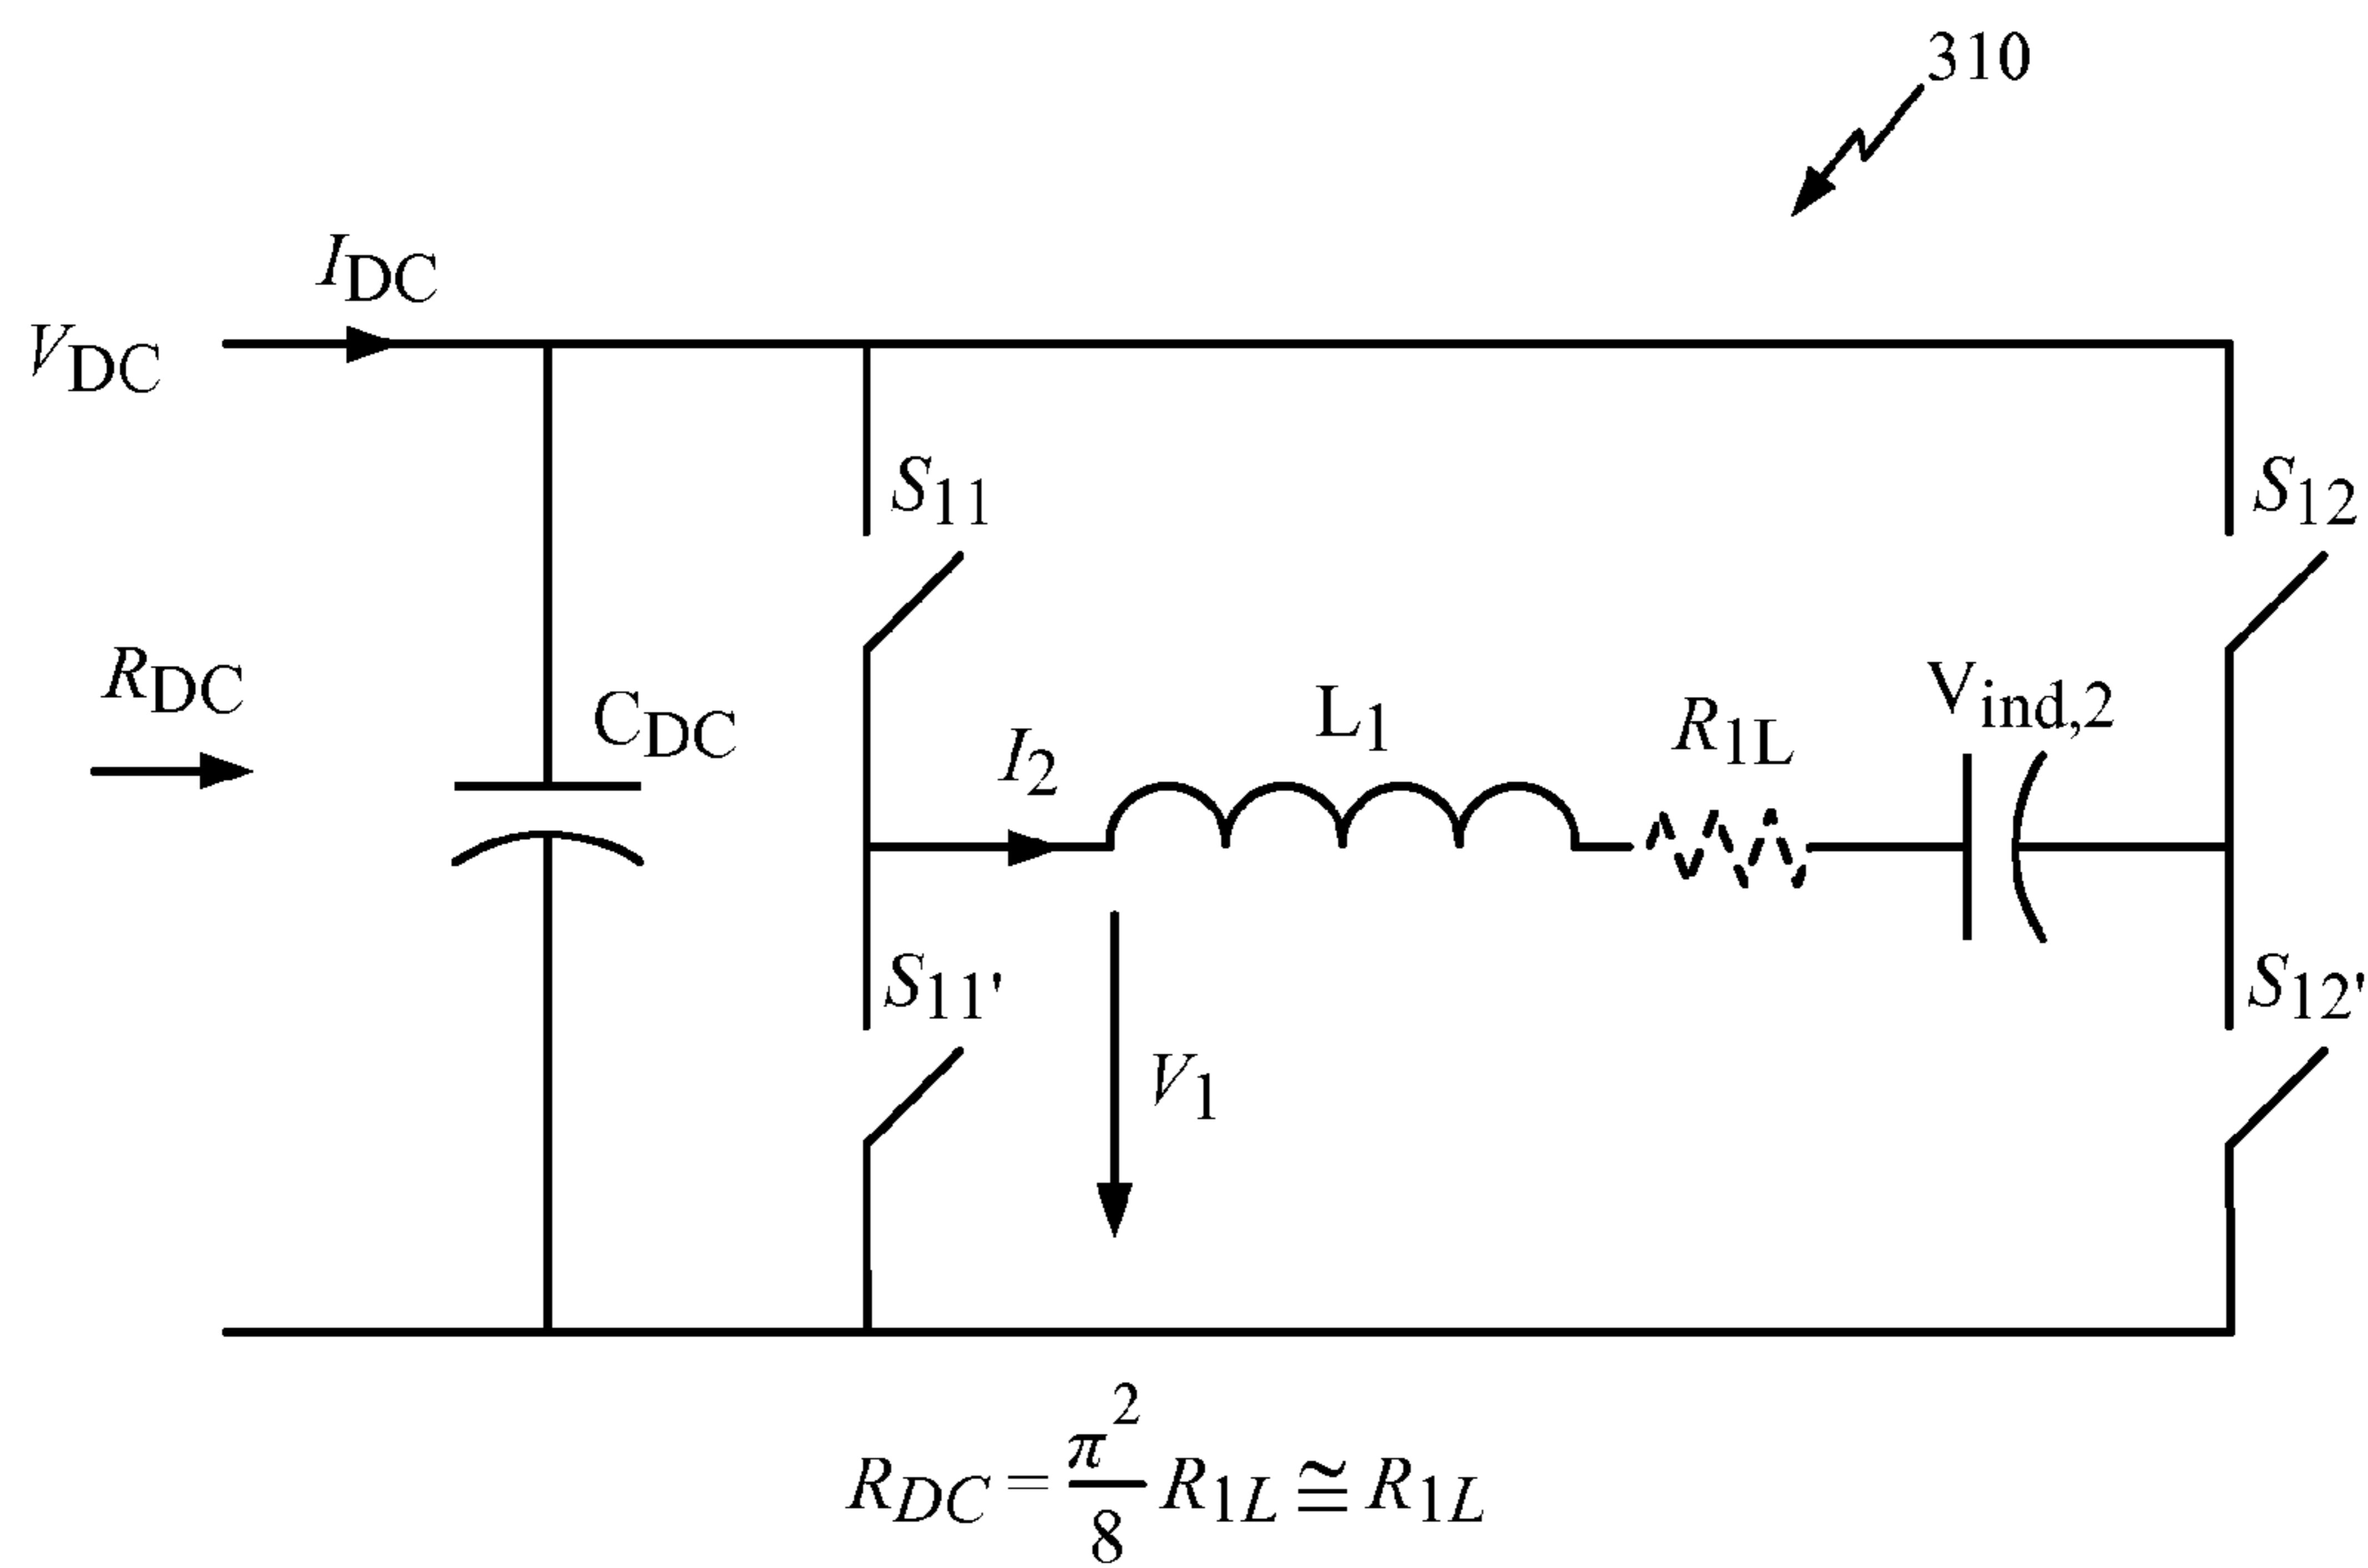 310
I_DC
V_DC
S_11
S_12
R_DC
C_DC
I_2
L_1
R_1L
V_ind,2
S_11'
S_12'
V_1
R_DC = π^2/8 R_1L ≅ R_1L